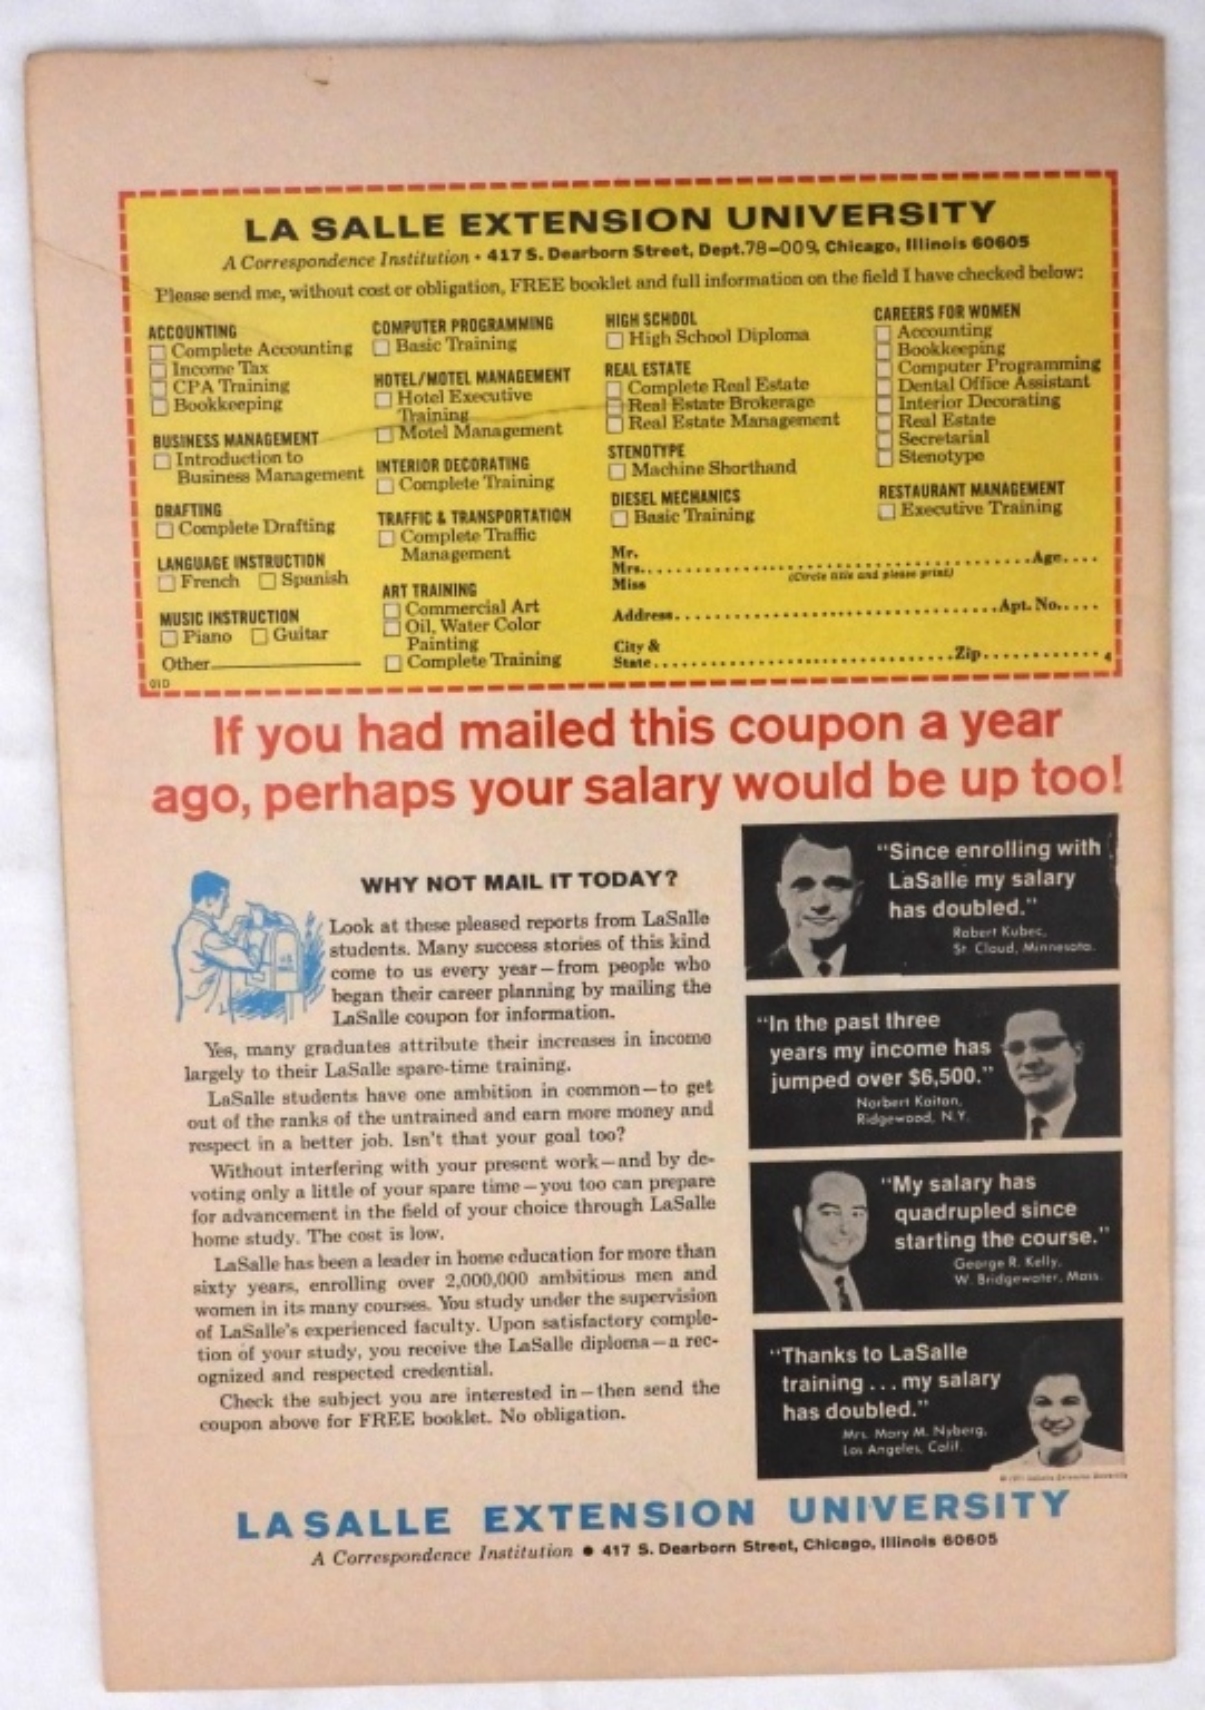 LA SALLE EXTENSION UNIVERSITY
A Correspondence Institution • 417 S. Dearborn Street, Dept. 78-009, Chicago, Illinois 60605
Please send me, without cost or obligation, FREE booklet and full information on the field I have checked below:
ACCOUNTING
Complete Accounting
Income Tax
CPA Training
Bookkeeping
BUSINESS MANAGEMENT
Introduction to
Business Management
DRAFTING
Complete Drafting
LANGUAGE INSTRUCTION
French Spanish
MUSIC INSTRUCTION
Piano Guitar
Other
01D
COMPUTER PROGRAMMING
Basic Training
HOTEL/MOTEL MANAGEMENT
Hotel Executive
Training
Motel Management
INTERIOR DECORATING
Complete Training
TRAFFIC & TRANSPORTATION
Complete Traffic
Management
ART TRAINING
Commercial Art
Oil, Water Color
Painting
Complete Training
HIGH SCHOOL
High School Diploma
REAL ESTATE
Complete Real Estate
Real Estate Brokerage
Real Estate Management
STENOTYPE
Machine Shorthand
DIESEL MECHANICS
Basic Training
CAREERS FOR WOMEN
Accounting
Bookkeeping
Computer Programming
Dental Office Assistant
Interior Decorating
Real Estate
Secretarial
Stenotype
RESTAURANT MANAGEMENT
Executive Training
Mr.
Mrs. Age
(Circle title and please print)
Miss
Address Apt. No.
City &
State Zip 4
If you had mailed this coupon a year
ago, perhaps your salary would be up too!
WHY NOT MAIL IT TODAY?
Look at these pleased reports from LaSalle
students. Many success stories of this kind
come to us every year—from people who
began their career planning by mailing the
LaSalle coupon for information.
Yes, many graduates attribute their increases in income
largely to their LaSalle spare-time training.
LaSalle students have one ambition in common—to get
out of the ranks of the untrained and earn more money and
respect in a better job. Isn't that your goal too?
Without interfering with your present work—and by de-
voting only a little of your spare time—you too can prepare
for advancement in the field of your choice through LaSalle
home study. The cost is low.
LaSalle has been a leader in home education for more than
sixty years, enrolling over 2,000,000 ambitious men and
women in its many courses. You study under the supervision
of LaSalle's experienced faculty. Upon satisfactory comple-
tion of your study, you receive the LaSalle diploma—a rec-
ognized and respected credential.
Check the subject you are interested in—then send the
coupon above for FREE booklet. No obligation.
"Since enrolling with
LaSalle my salary
has doubled."
Robert Kubec,
St. Cloud, Minnesota.
"In the past three
years my income has
jumped over $6,500."
Norbert Kaiton,
Ridgewood, N.Y.
"My salary has
quadrupled since
starting the course."
George R. Kelly,
W. Bridgewater, Mass.
"Thanks to LaSalle
training . . . my salary
has doubled."
Mrs. Mary M. Nyberg,
Los Angeles, Calif.
LASALLE EXTENSION UNIVERSITY
A Correspondence Institution • 417 S. Dearborn Street, Chicago, Illinois 60605